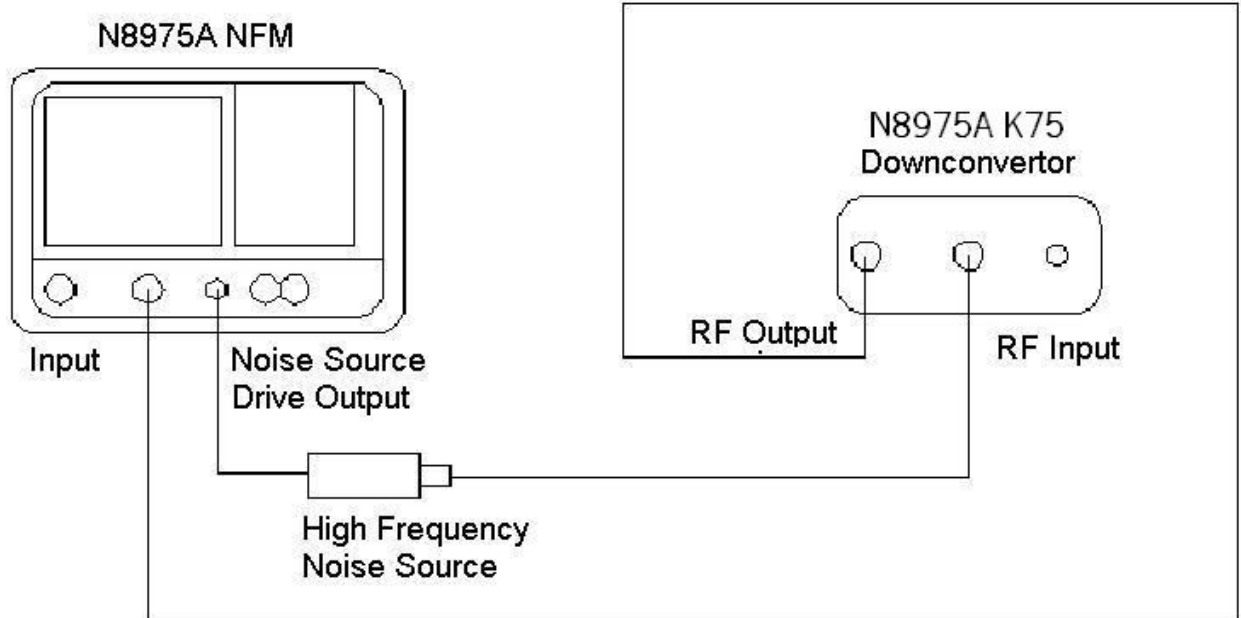 N8975A NFM
N8975A K75
Downconvertor
RF Output
RF Input
Input
Noise Source
Drive Output
High Frequency
Noise Source